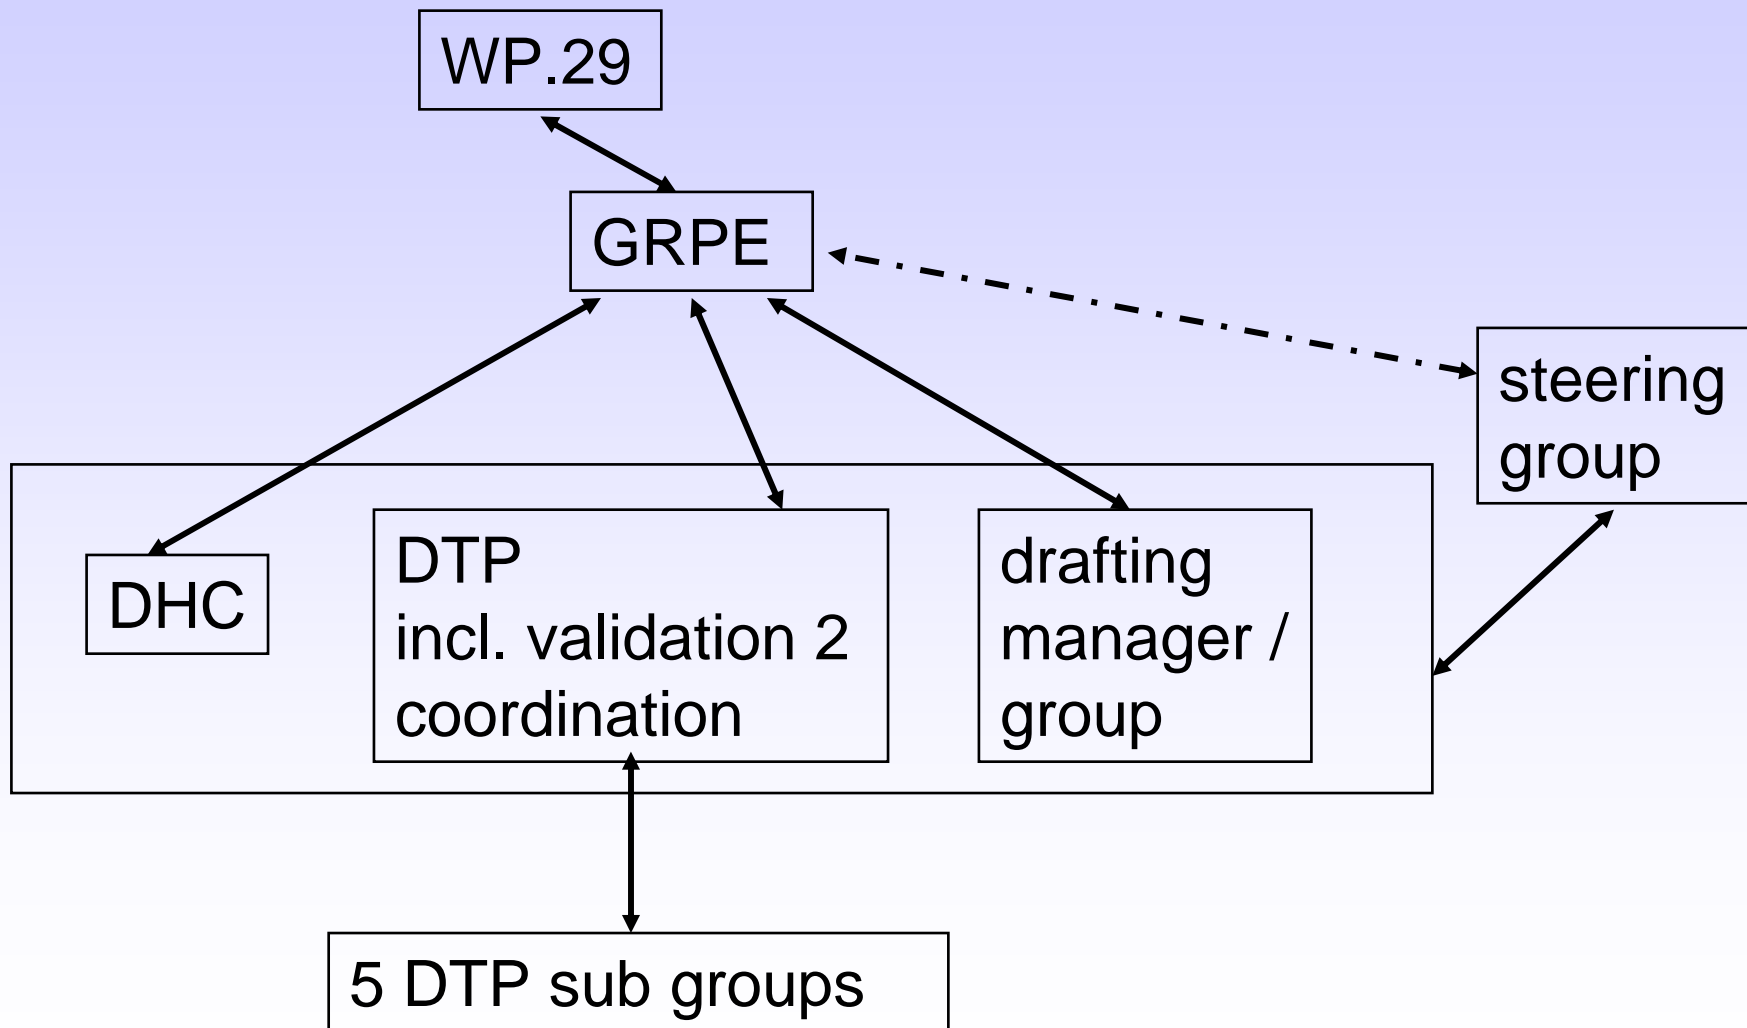 WP.29
GRPE
steering
group
DHC
DTP
incl. validation 2
coordination
drafting
manager /
group
5 DTP sub groups